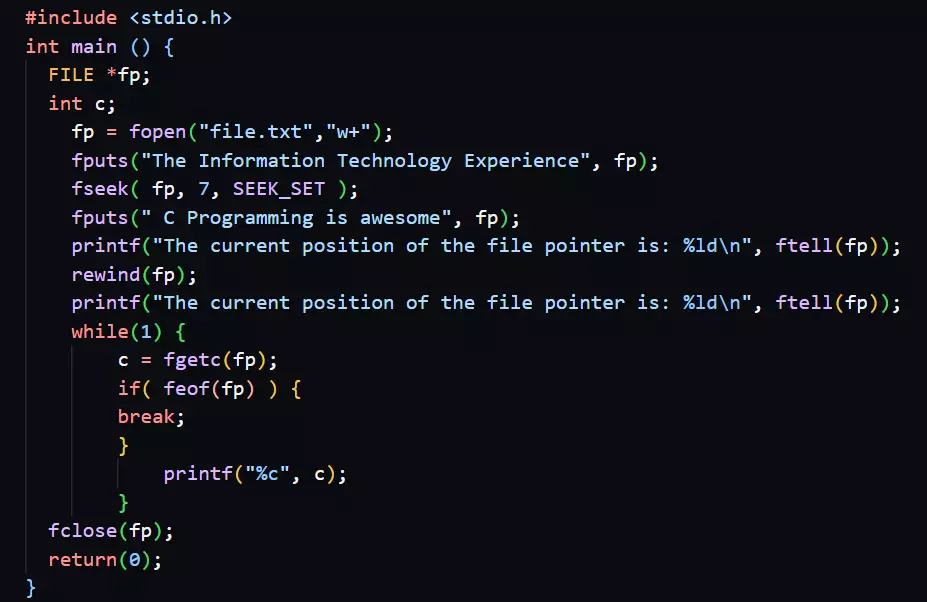 #include <stdio.h>
int main () {
FILE *fp;
int c;
fp = fopen("file.txt","w+");
fputs("The Information Technology Experience", fp);
fseek( fp, 7, SEEK_SET );
fputs(" C Programming is awesome", fp);
printf("The current position of the file pointer is: %ld\n", ftell(fp));
rewind(fp);
printf("The current position of the file pointer is: %ld\n", ftell(fp));
while(1) {
c = fgetc(fp);
if( feof(fp) ) {
break;
}
printf("%c", c);
}
fclose(fp);
return(0);
}